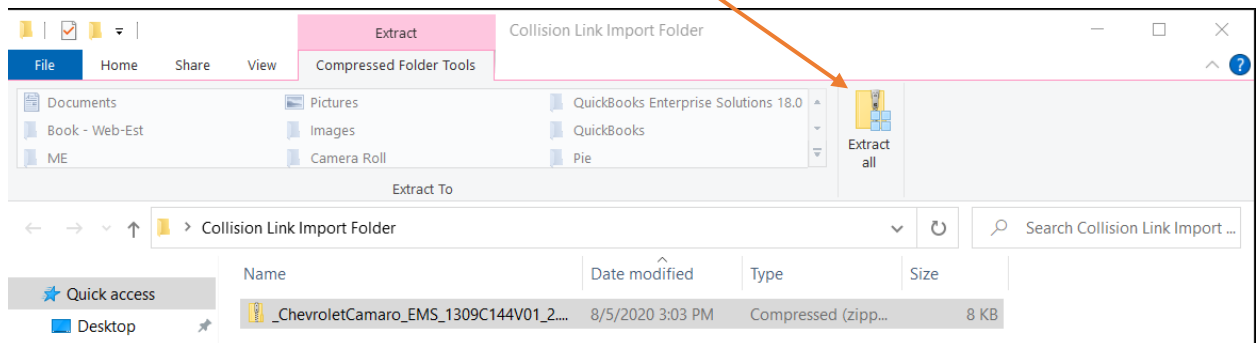 Extract
Collision Link Import Folder
File
Home
Share
View
Compressed Folder Tools
?
Documents
Pictures
QuickBooks Enterprise Solutions 18.0
Book - Web-Est
Images
QuickBooks
ME
Camera Roll
Pie
Extract
all
Extract To
> Collision Link Import Folder
Search Collision Link Import ...
Name
Date modified
Type
Size
Quick access
_ChevroletCamaro_EMS_1309C144V01_2....
8/5/2020 3:03 PM
Compressed (zipp...
8 KB
Desktop